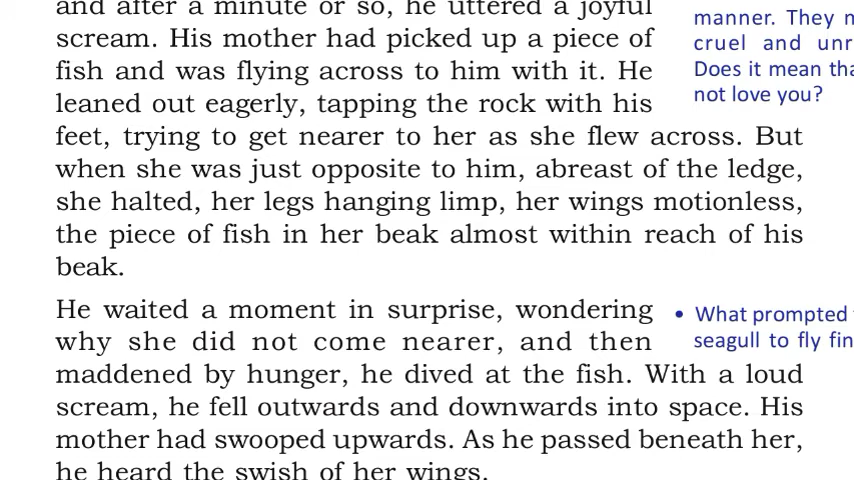 and after a minute or so, he uttered a joyful
scream. His mother had picked up a piece of
fish and was flying across to him with it. He
leaned out eagerly, tapping the rock with his
feet, trying to get nearer to her as she flew across. But
when she was just opposite to him, abreast of the ledge,
she halted, her legs hanging limp, her wings motionless,
the piece of fish in her beak almost within reach of his
beak.
He waited a moment in surprise, wondering
why she did not come nearer, and then
maddened by hunger, he dived at the fish. With a loud
scream, he fell outwards and downwards into space. His
mother had swooped upwards. As he passed beneath her,
he heard the swish of her wings.
manner. They
cruel and
Does it mean
not love you?
• What prompted
seagull to fly